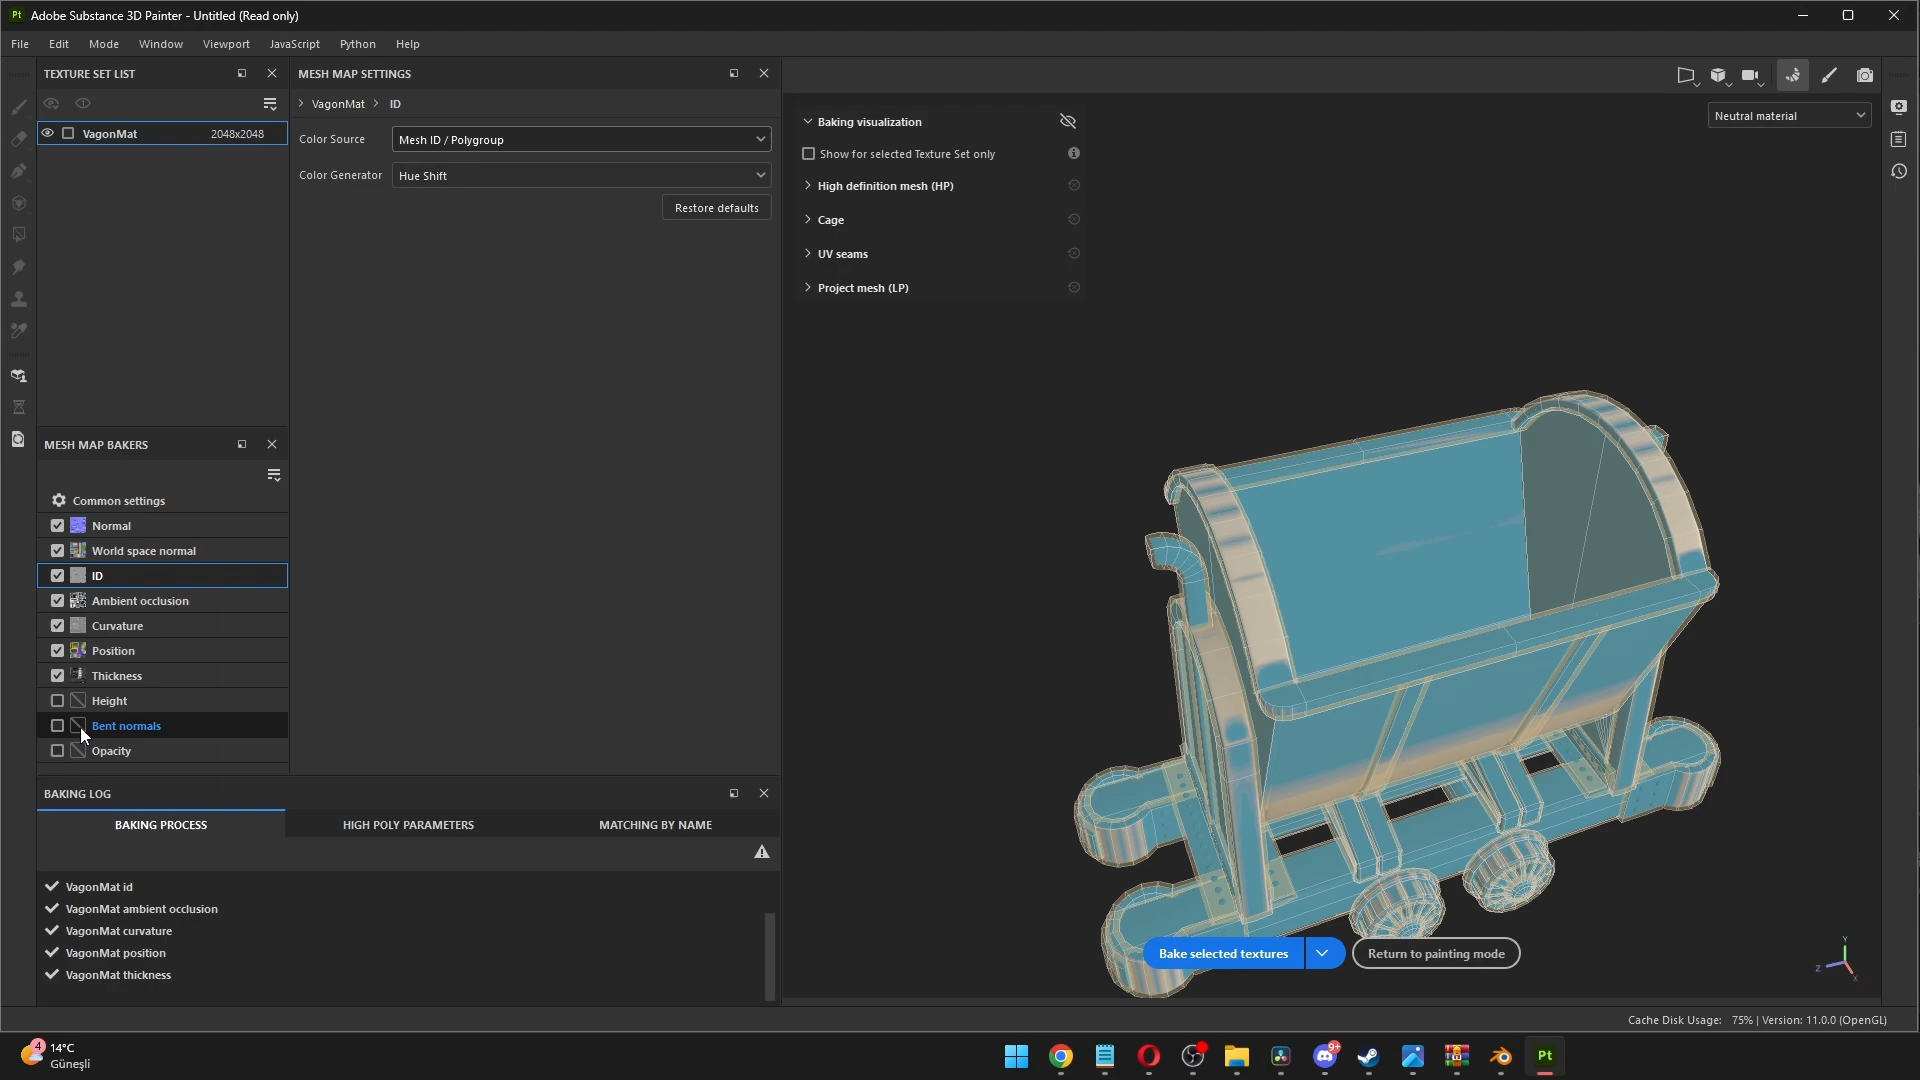 Pt Adobe Substance 3D Painter - Untitled (Read only)
File Edit Mode Window Viewport JavaScript Python Help
TEXTURE SET LIST
VagonMat 2048x2048
MESH MAP SETTINGS
VagonMat > ID
Color Source Mesh ID / Polygroup
Color Generator Hue Shift
Restore defaults
Baking visualization
Show for selected Texture Set only
High definition mesh (HP)
Cage
UV seams
Project mesh (LP)
Neutral material
MESH MAP BAKERS
Common settings
Normal
World space normal
ID
Ambient occlusion
Curvature
Position
Thickness
Height
Bent normals
Opacity
BAKING LOG
BAKING PROCESS HIGH POLY PARAMETERS MATCHING BY NAME
VagonMat id
VagonMat ambient occlusion
VagonMat curvature
VagonMat position
VagonMat thickness
Bake selected textures
Return to painting mode
Y
Z
X
Cache Disk Usage: 75% | Version: 11.0.0 (OpenGL)
4
14°C
Güneşli
9+
Pt